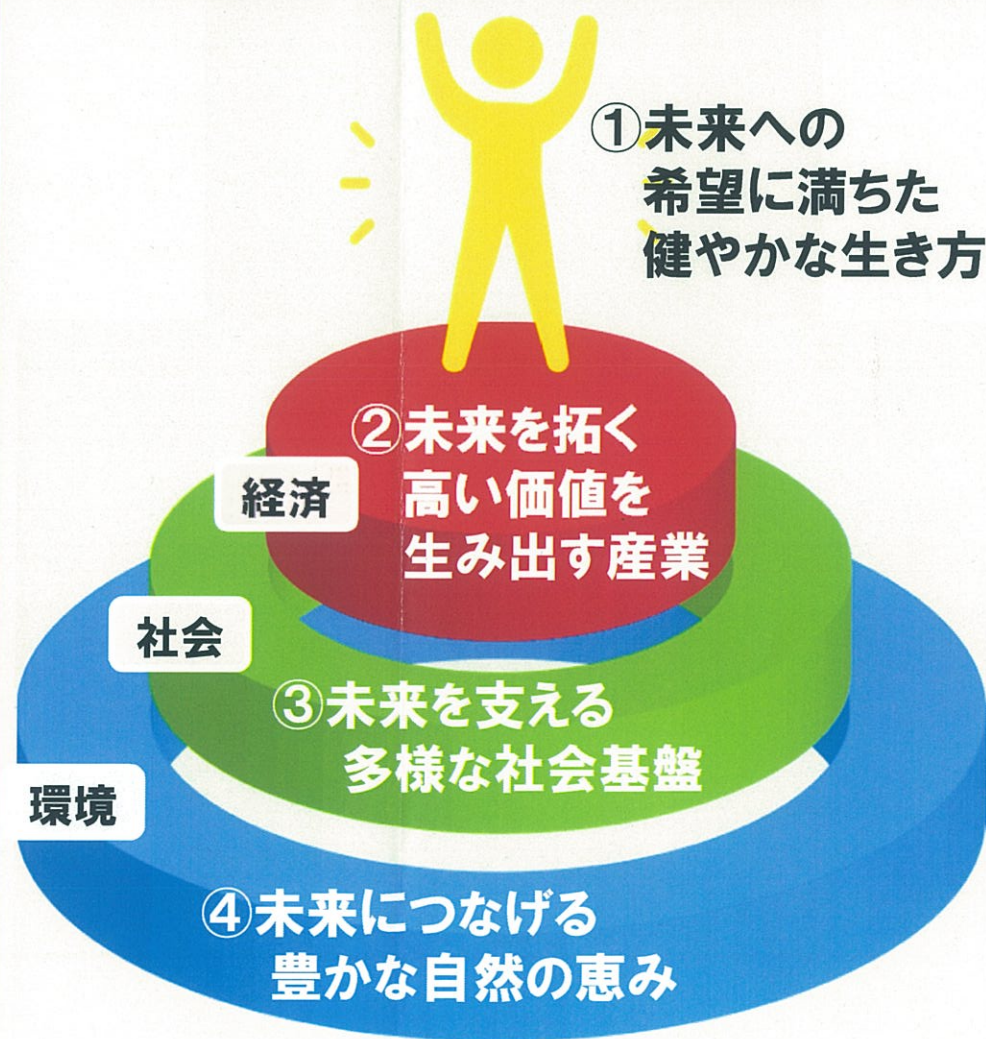 ①未来への
希望に満ちた
健やかな生き方
②未来を拓く
高い価値を
生み出す産業
経済
社会
③未来を支える
多様な社会基盤
環境
④未来につなげる
豊かな自然の恵み